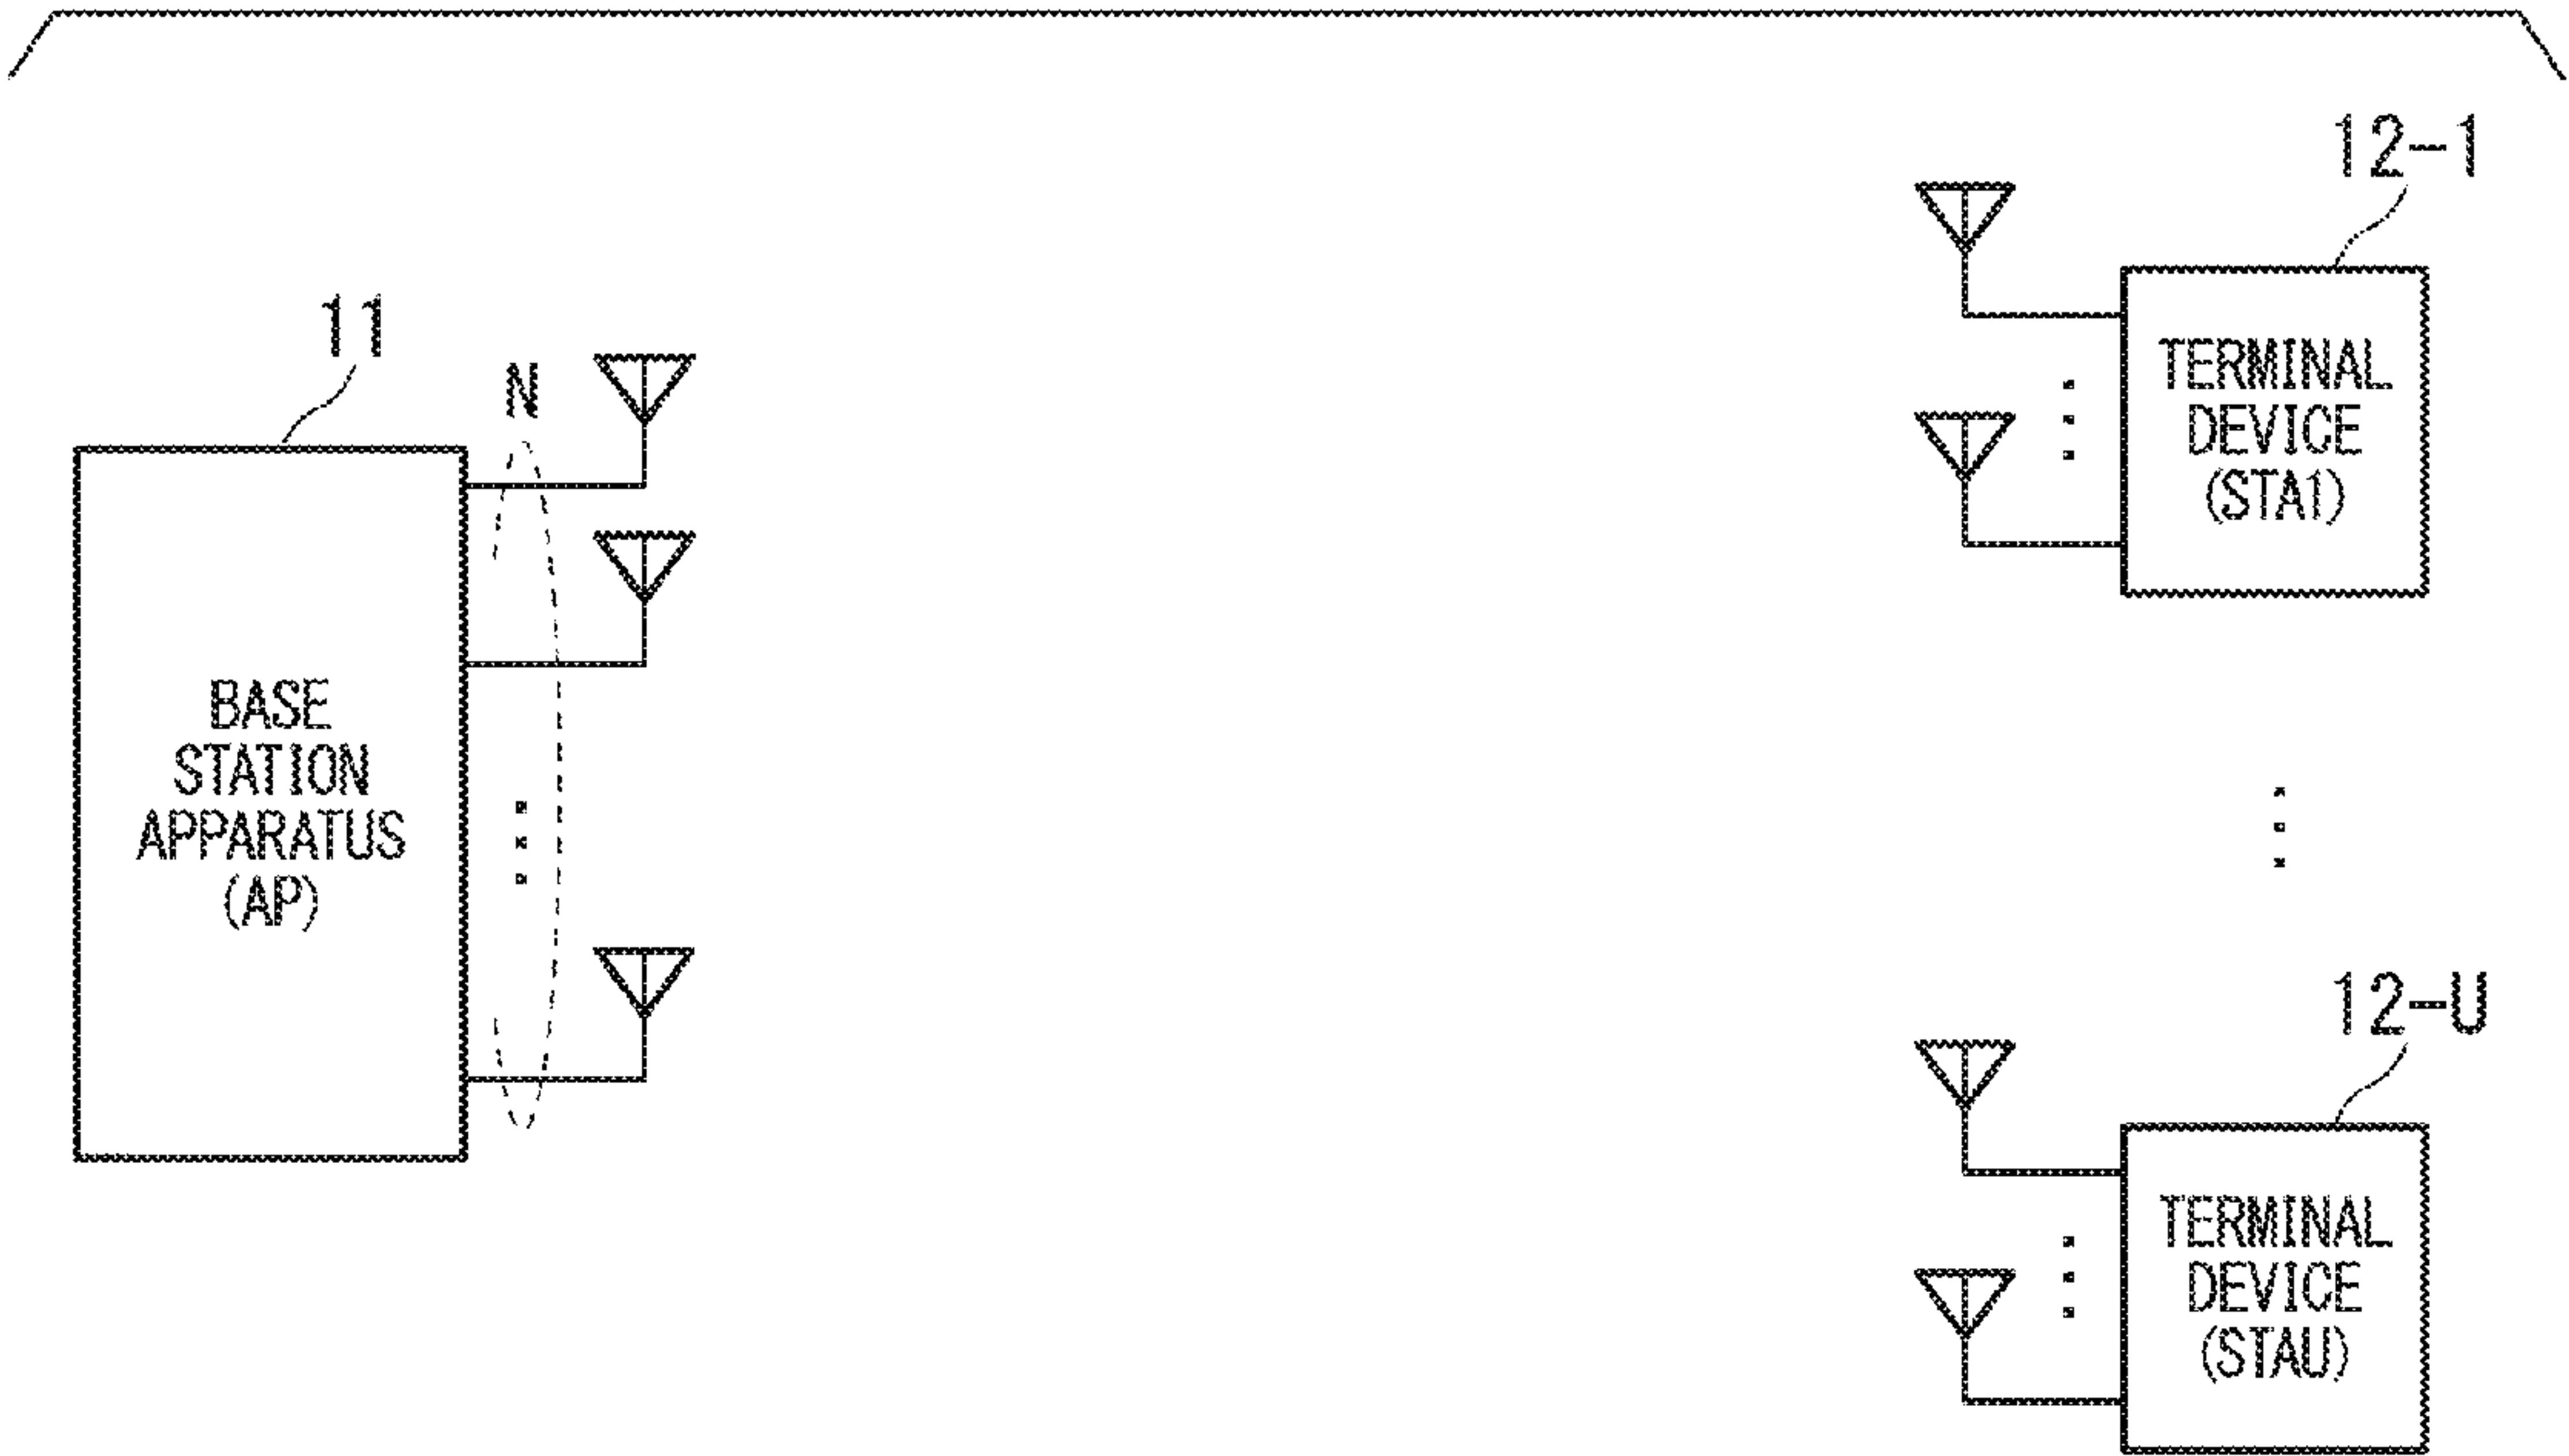 11
N
BASE
STATION
APPARATUS
(AP)
12-1
TERMINAL
DEVICE
(STA1)
12-U
TERMINAL
DEVICE
(STAU)